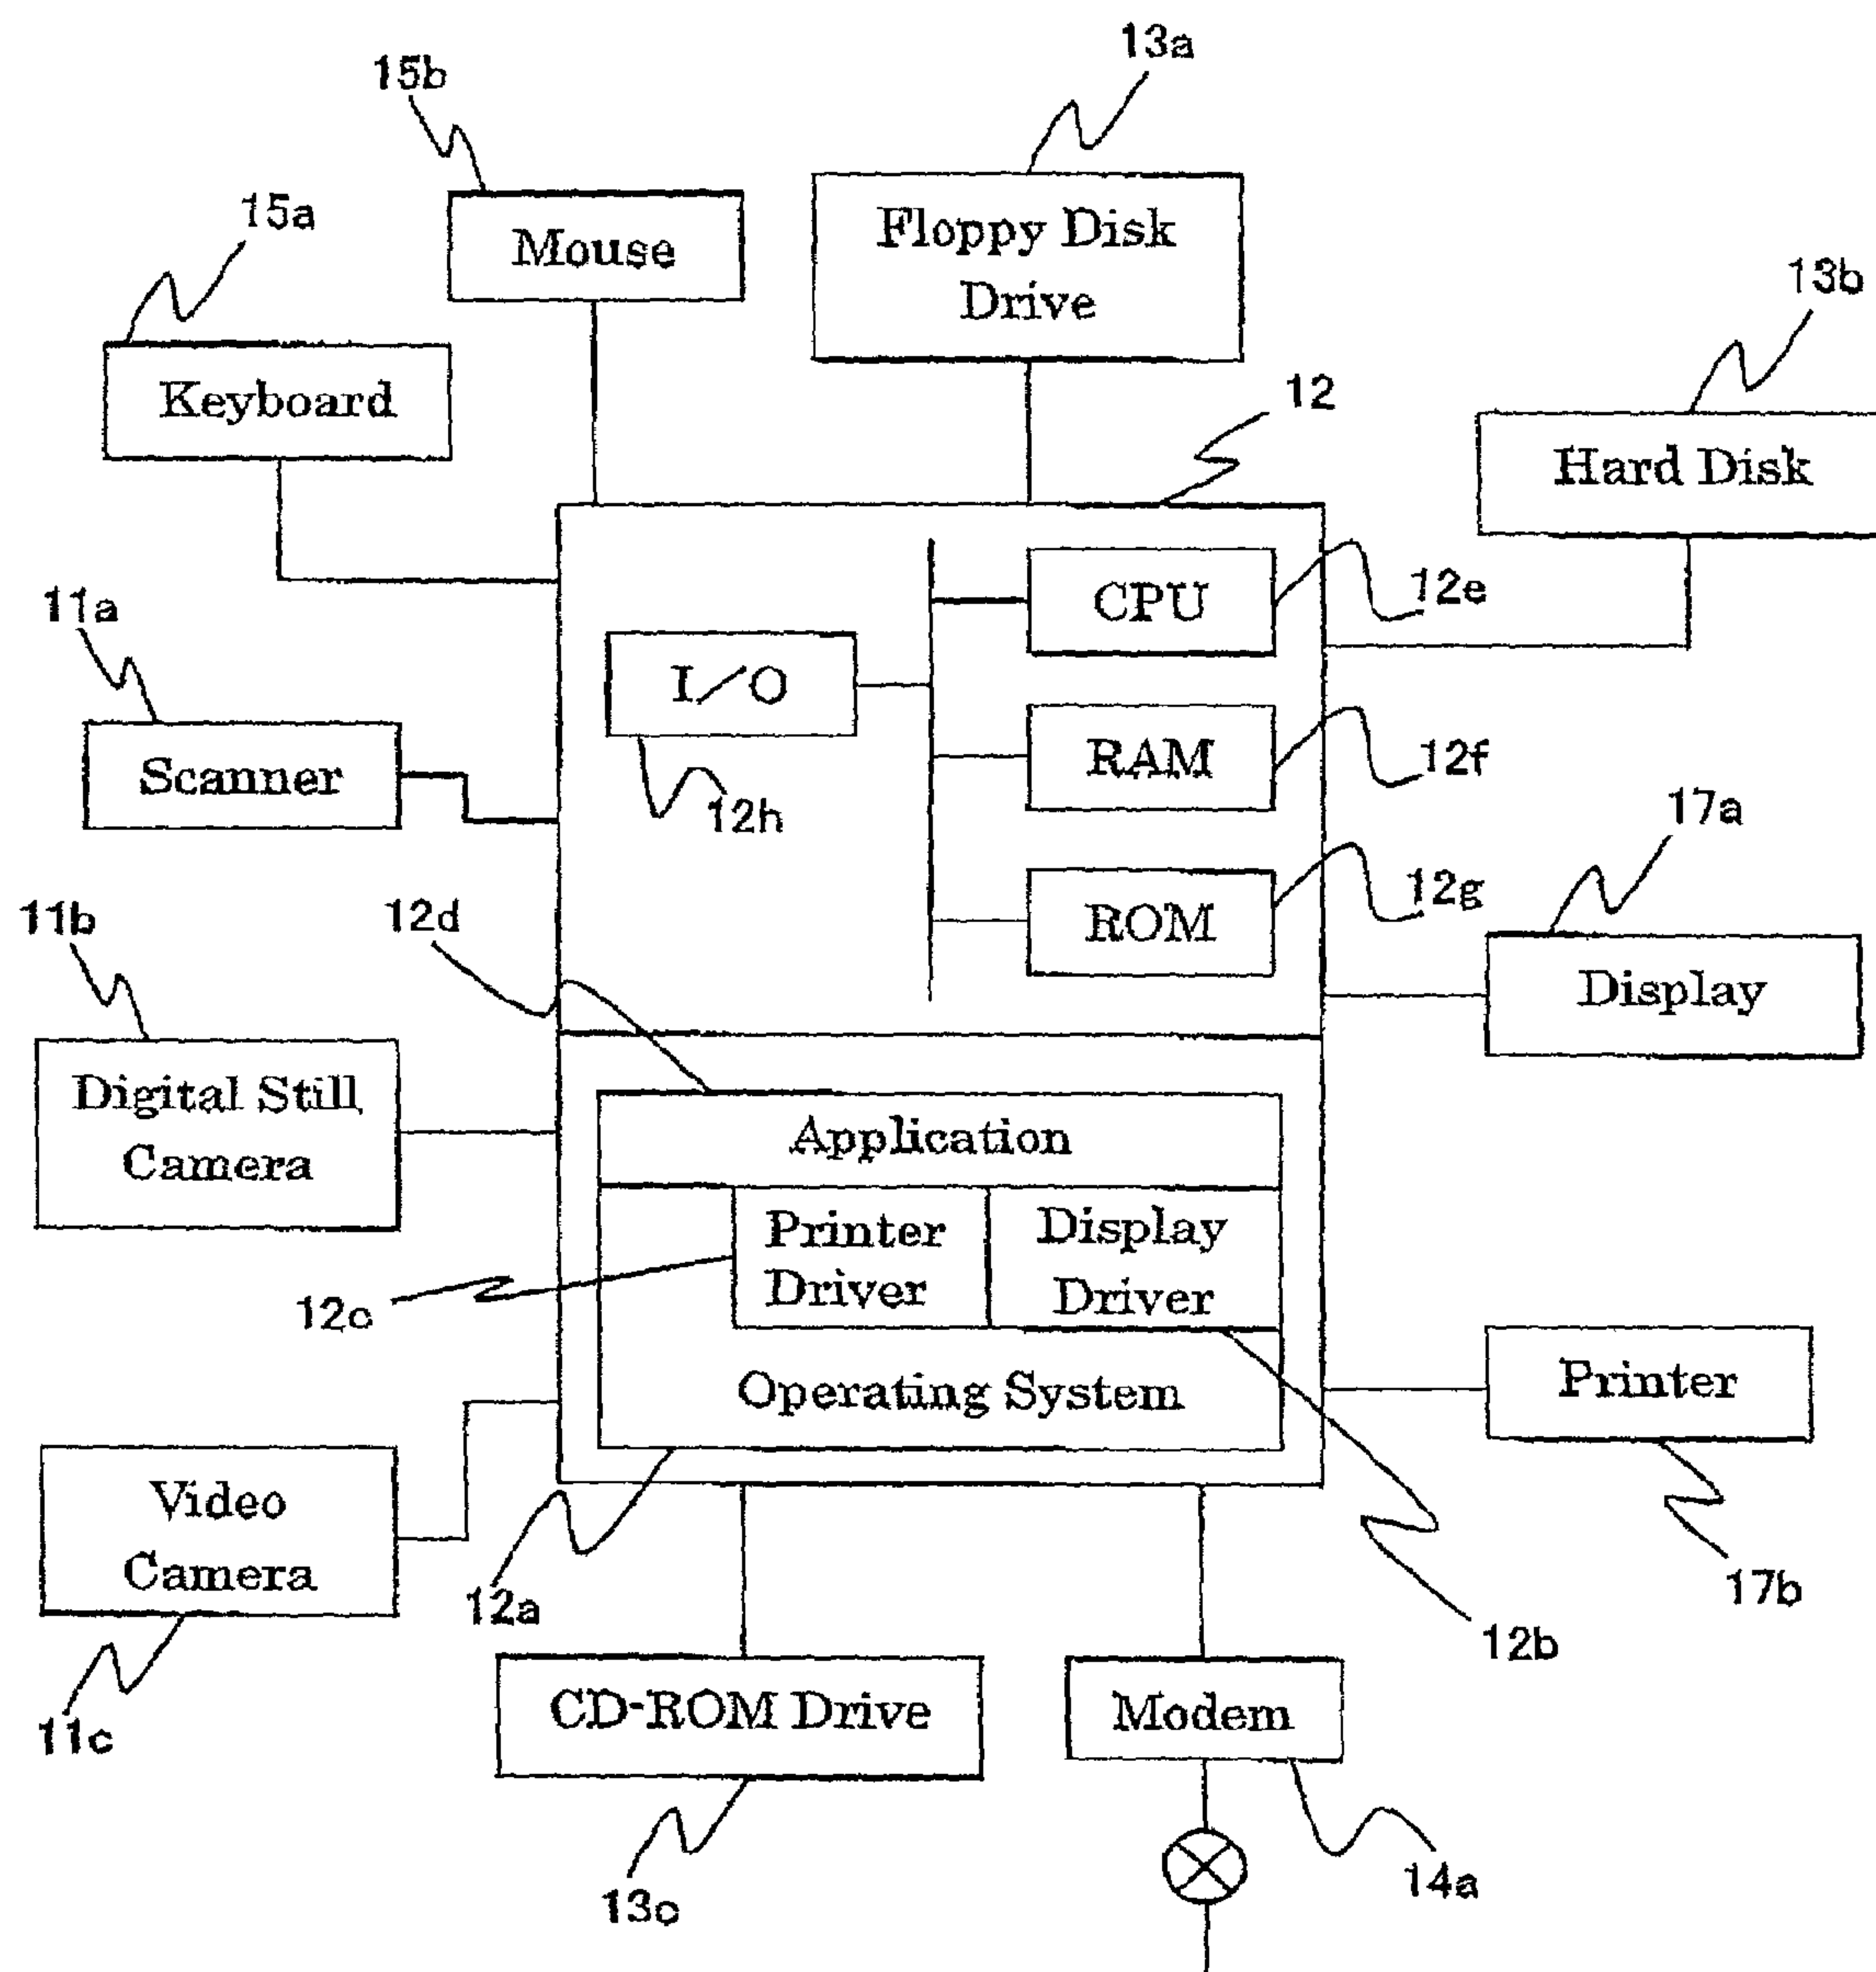 13a
15b
15a
Mouse
Floppy Disk
Drive
13b
Keyboard
12
Hard Disk
CPU
12e
11a
I/O
Scanner
RAM
12f
12h
17a
11b
12d
ROM
12g
Display
Digital Still
Camera
Application
Printer
Driver
Display
Driver
12c
Operating System
Printer
Video
Camera
12a
17b
12b
11c
CD-ROM Drive
Modem
14a
13c